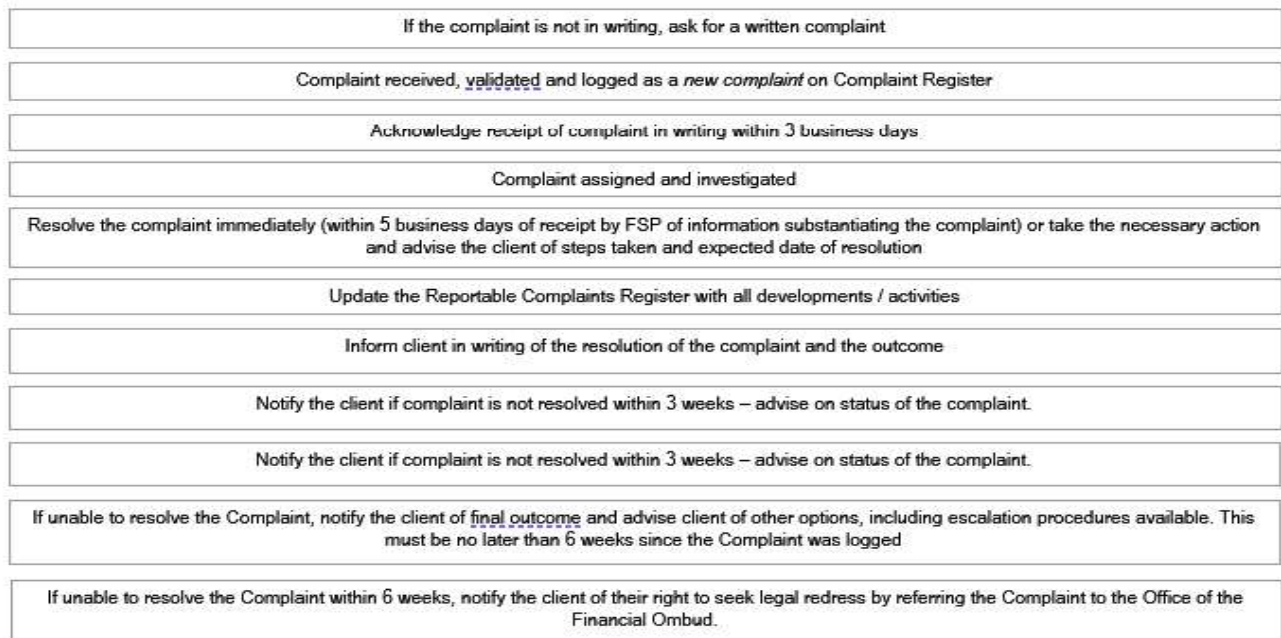 If the complaint is not in writing, ask for a written complaint
Complaint received, validated and logged as a new complaint on Complaint Register
Acknowledge receipt of complaint in writing within 3 business days
Complaint assigned and investigated
Resolve the complaint immediately (within 5 business days of receipt by FSP of information substantiating the complaint) or take the necessary action
and advise the client of steps taken and expected date of resolution
Update the Reportable Complaints Register with all developments / activities
Inform client in writing of the resolution of the complaint and the outcome
Notify the client if complaint is not resolved within 3 weeks – advise on status of the complaint.
Notify the client if complaint is not resolved within 3 weeks – advise on status of the complaint.
If unable to resolve the Complaint, notify the client of final outcome and advise client of other options, including escalation procedures available. This
must be no later than 6 weeks since the Complaint was logged
If unable to resolve the Complaint within 6 weeks, notify the client of their right to seek legal redress by referring the Complaint to the Office of the
Financial Ombud.